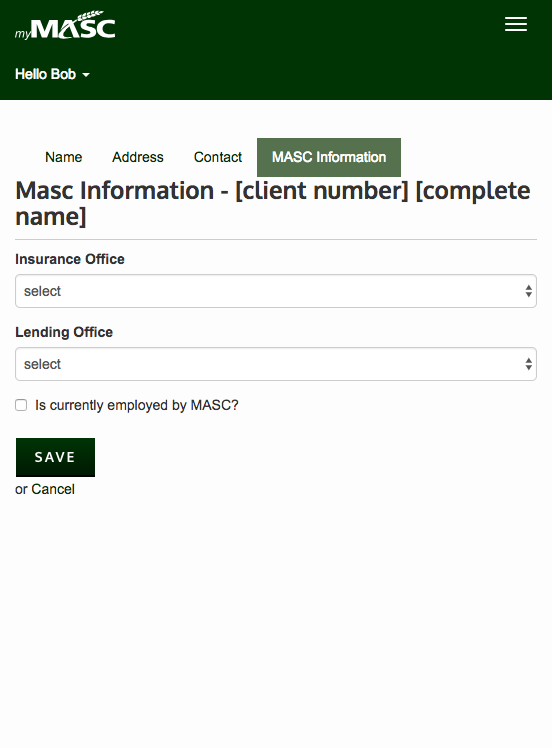 myMASC
Hello Bob
Name Address Contact MASC Information
Masc Information - [client number] [complete
name]
Insurance Office
select
Lending Office
select
Is currently employed by MASC?
SAVE
or Cancel